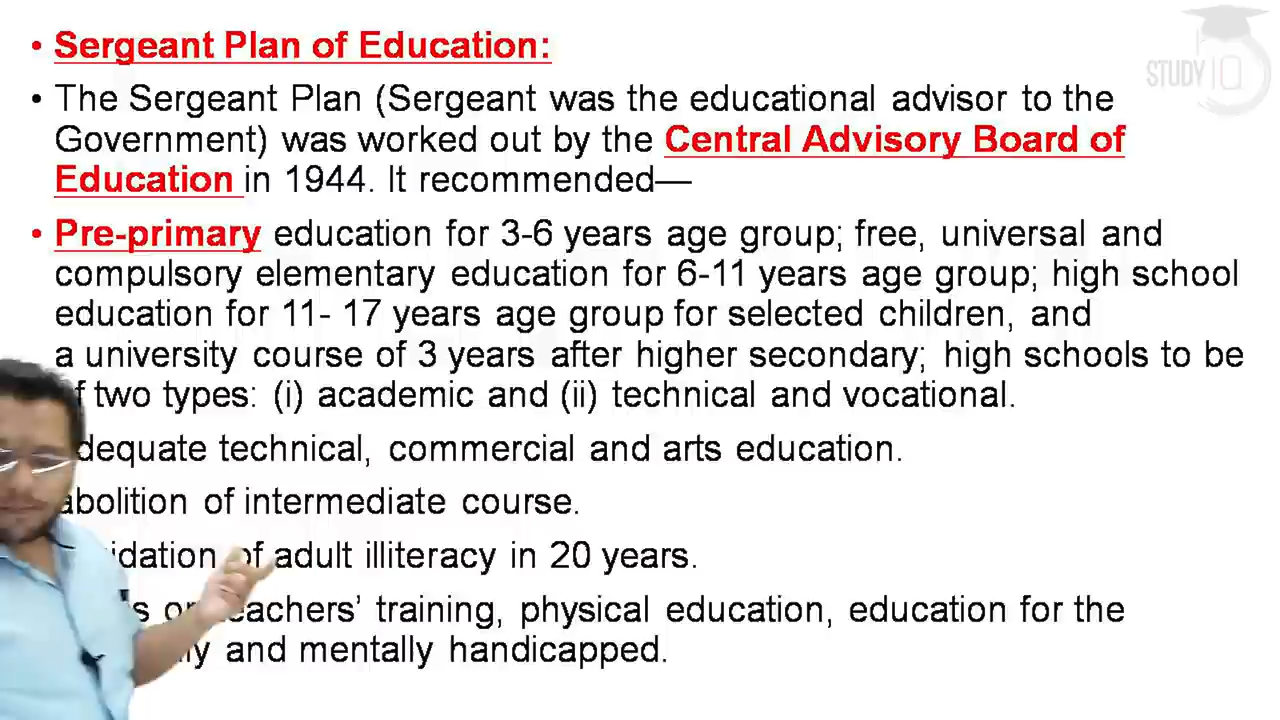 • Sergeant Plan of Education:
STUDY IQ
• The Sergeant Plan (Sergeant was the educational advisor to the
Government) was worked out by the Central Advisory Board of
Education in 1944. It recommended—
• Pre-primary education for 3-6 years age group; free, universal and
compulsory elementary education for 6-11 years age group; high school
education for 11- 17 years age group for selected children, and
a university course of 3 years after higher secondary; high schools to be
two types: (i) academic and (ii) technical and vocational.
technical, commercial and arts education.
abolition of intermediate course.
of adult illiteracy in 20 years.
teachers' training, physical education, education for the
and mentally handicapped.